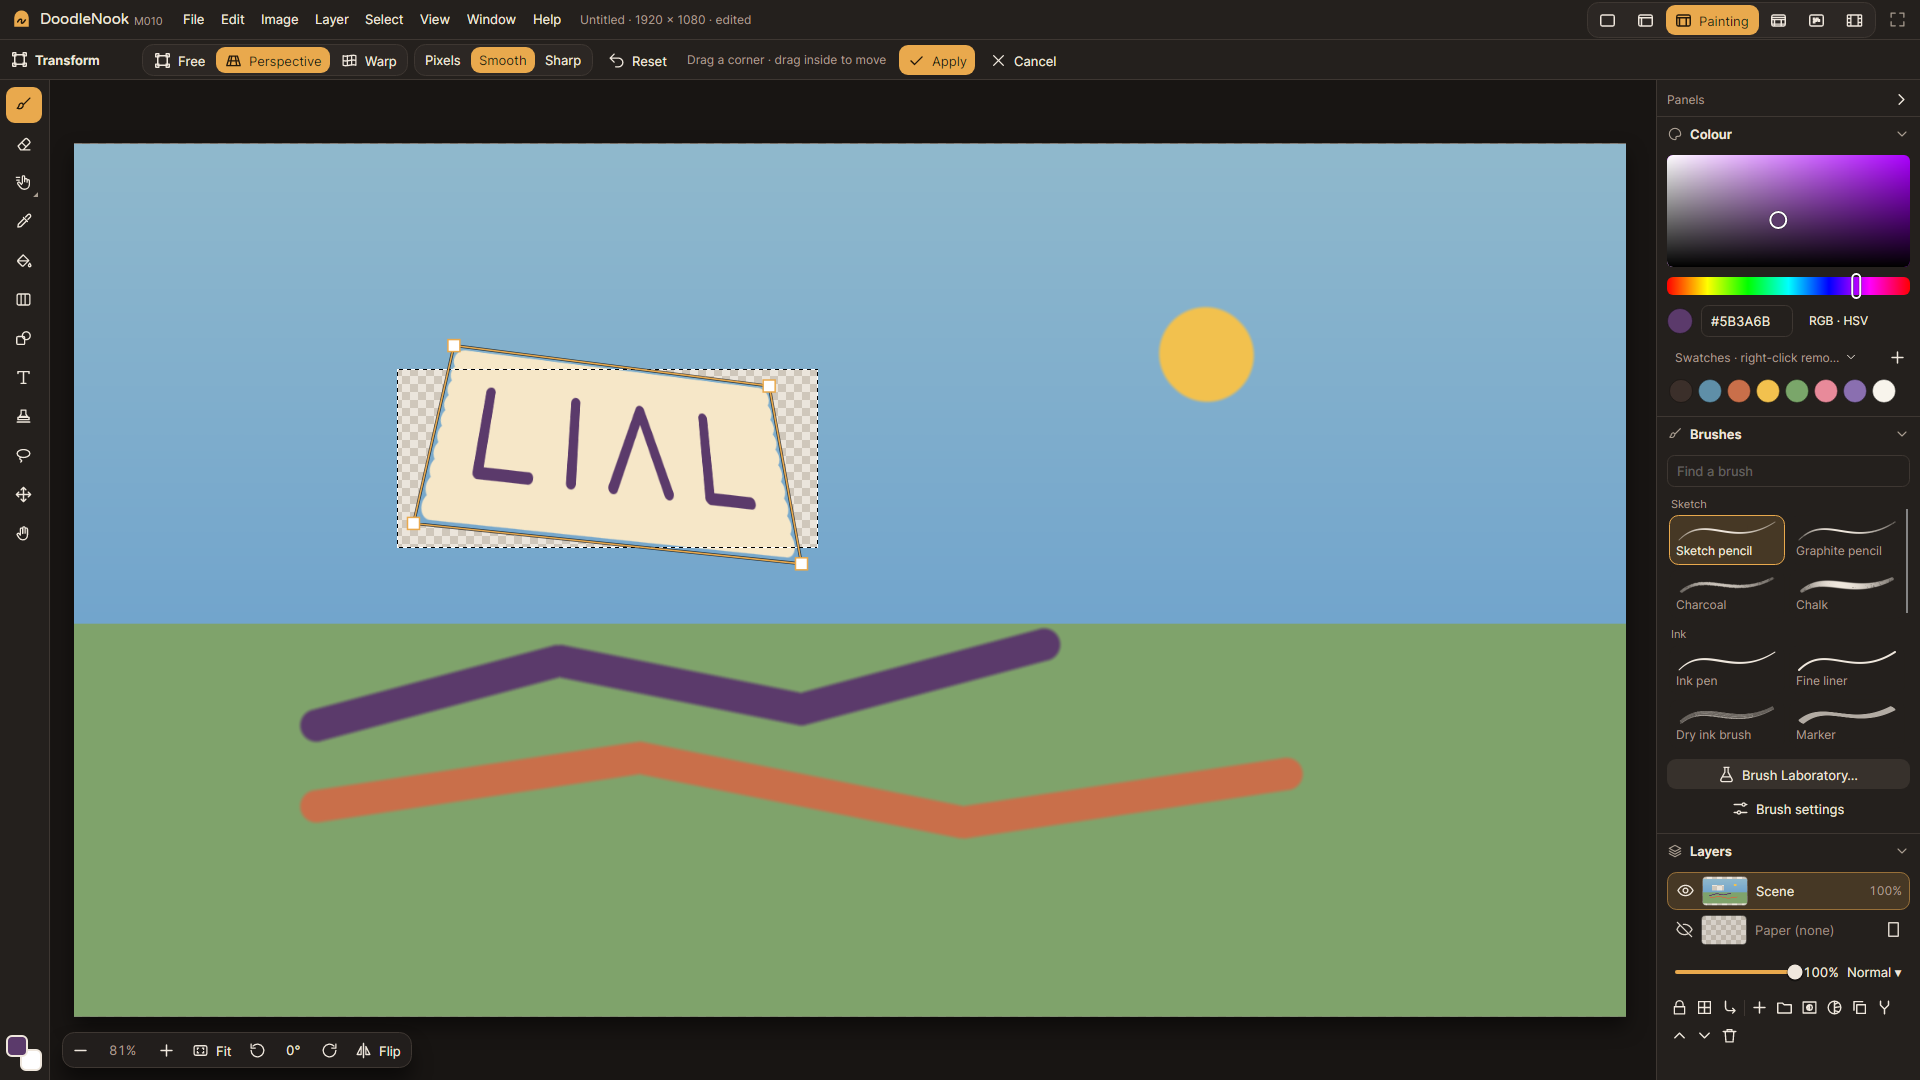 DoodleNook M010 File Edit Image Layer Select View Window Help Untitled · 1920 × 1080 · edited Painting
Transform Free Perspective Warp Pixels Smooth Sharp Reset Drag a corner · drag inside to move Apply Cancel
Panels
Colour
#5B3A6B RGB · HSV
Swatches · right-click remo...
LIΛL
Brushes
Find a brush
Sketch
Sketch pencil Graphite pencil
Charcoal Chalk
Ink
Ink pen Fine liner
Dry ink brush Marker
Brush Laboratory...
Brush settings
Layers
Scene 100%
Paper (none)
100% Normal ▾
81% Fit 0° Flip